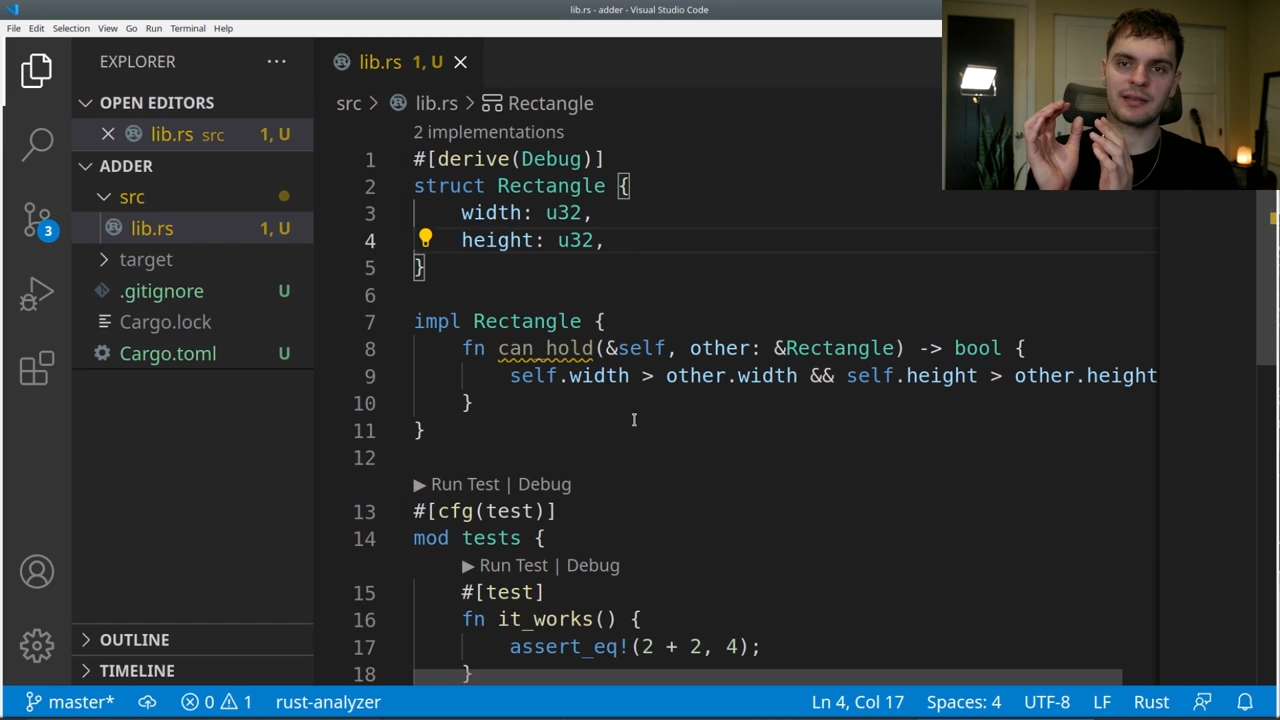 lib.rs - adder - Visual Studio Code
File Edit Selection View Go Run Terminal Help
EXPLORER
lib.rs 1, U
OPEN EDITORS
src > lib.rs > Rectangle
lib.rs src 1, U
2 implementations
ADDER
1 #[derive(Debug)]
src
2 struct Rectangle {
lib.rs 1, U
3 width: u32,
4 height: u32,
target
5 }
.gitignore U
6
Cargo.lock
7 impl Rectangle {
Cargo.toml U
8 fn can_hold(&self, other: &Rectangle) -> bool {
9 self.width > other.width && self.height > other.height
10 }
11 }
12
▶ Run Test | Debug
13 #[cfg(test)]
14 mod tests {
▶ Run Test | Debug
15 #[test]
16 fn it_works() {
17 assert_eq!(2 + 2, 4);
18 }
3
OUTLINE
TIMELINE
master* 0 1 rust-analyzer Ln 4, Col 17 Spaces: 4 UTF-8 LF Rust